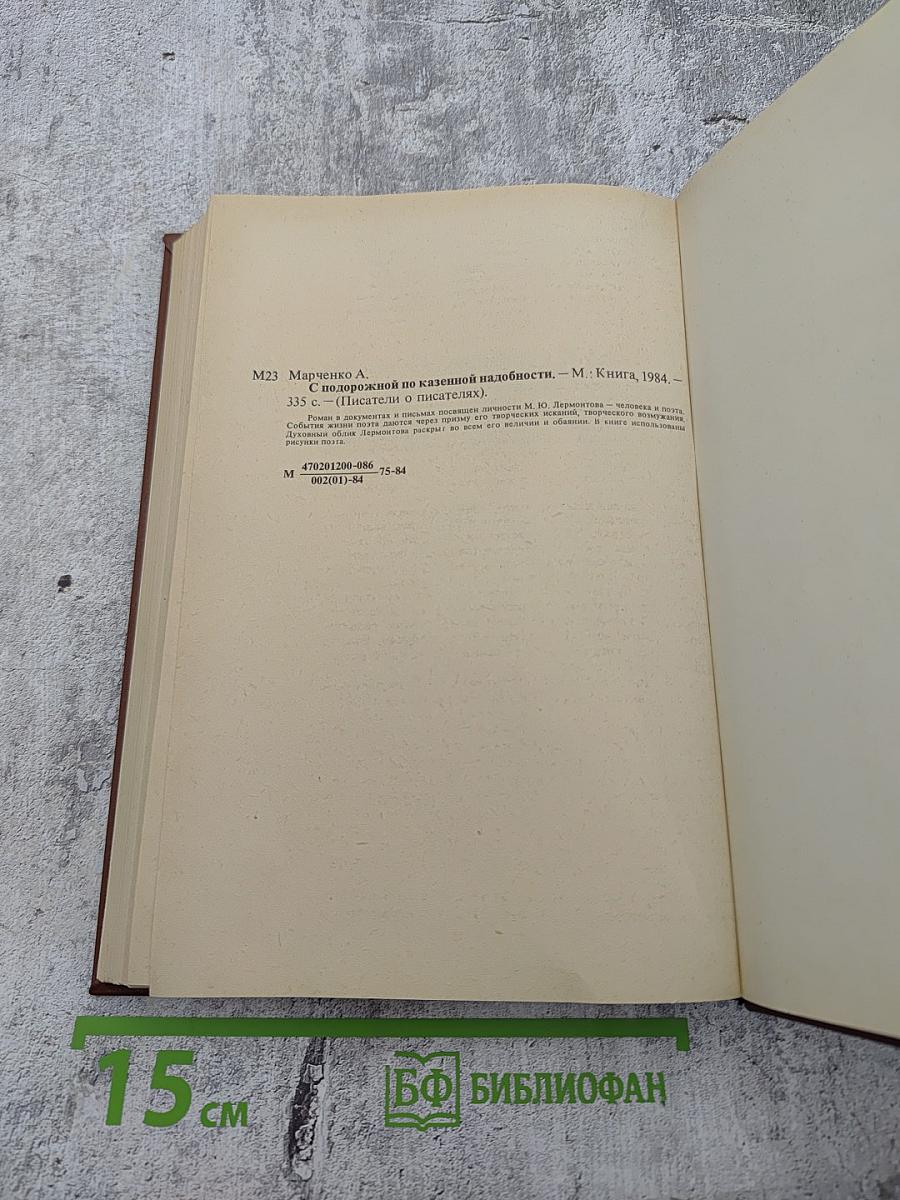 М23 Марченко А.
С подорожной по казенной надобности. — М.: Книга, 1984. —
335 с. — (Писатели о писателях).
Роман в документах и письмах посвящен личности М. Ю. Лермонтова — человека и поэта.
События жизни поэта даются через призму его творческих исканий, творческого возмужания.
Духовный облик Лермонтова раскрыт во всем его величии и обаянии. В книге использованы
рисунки поэта.
М 470201200-086 75-84
002(01)-84
15 см
БФ БИБЛИОФАН